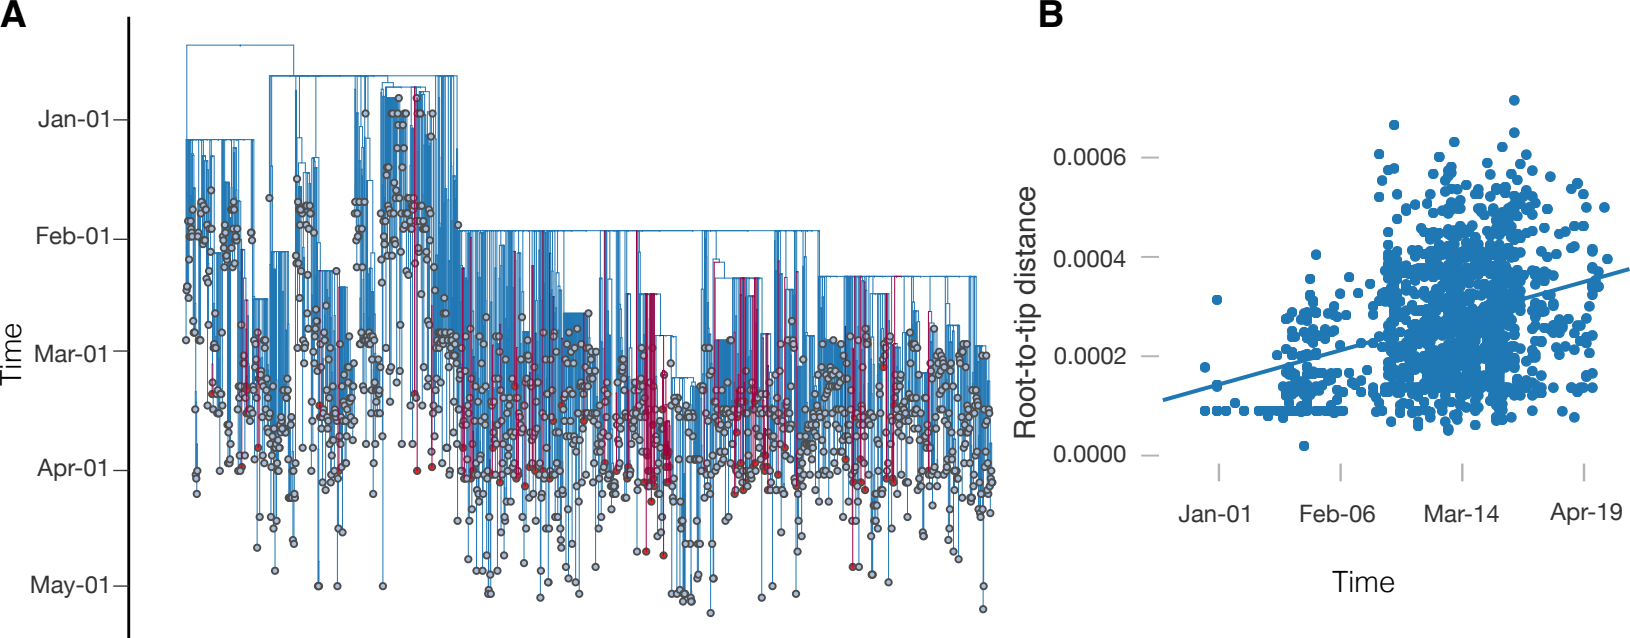 A
Time
Jan-01
Feb-01
Mar-01
Apr-01
May-01
B
Root-to-tip distance
0.0006
0.0004
0.0002
0.0000
Jan-01 Feb-06 Mar-14 Apr-19
Time